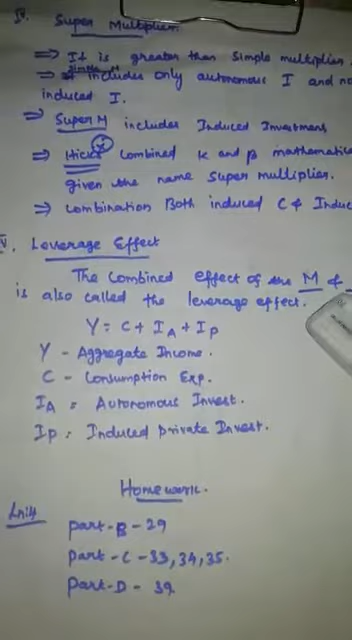 IV. Super Multiplier
⇒ It is greater than simple multiplier.
⇒ Simple M includes only autonomous I and no
induced I.
⇒ Super M includes Induced Investment
⇒ Hicks combined K and β mathematica
given the name super multiplier.
⇒ Combination Both induced C & Induc
V. Leverage Effect
The combined effect of the M &
is also called the leverage effect.
Y = C + IA + IP
Y - Aggregate Income.
C - Consumption Exp.
IA = Autonomous Invest.
IP = Induced private Invest.
Homework.
part-B - 29
part-C - 33, 34, 35.
part-D - 39